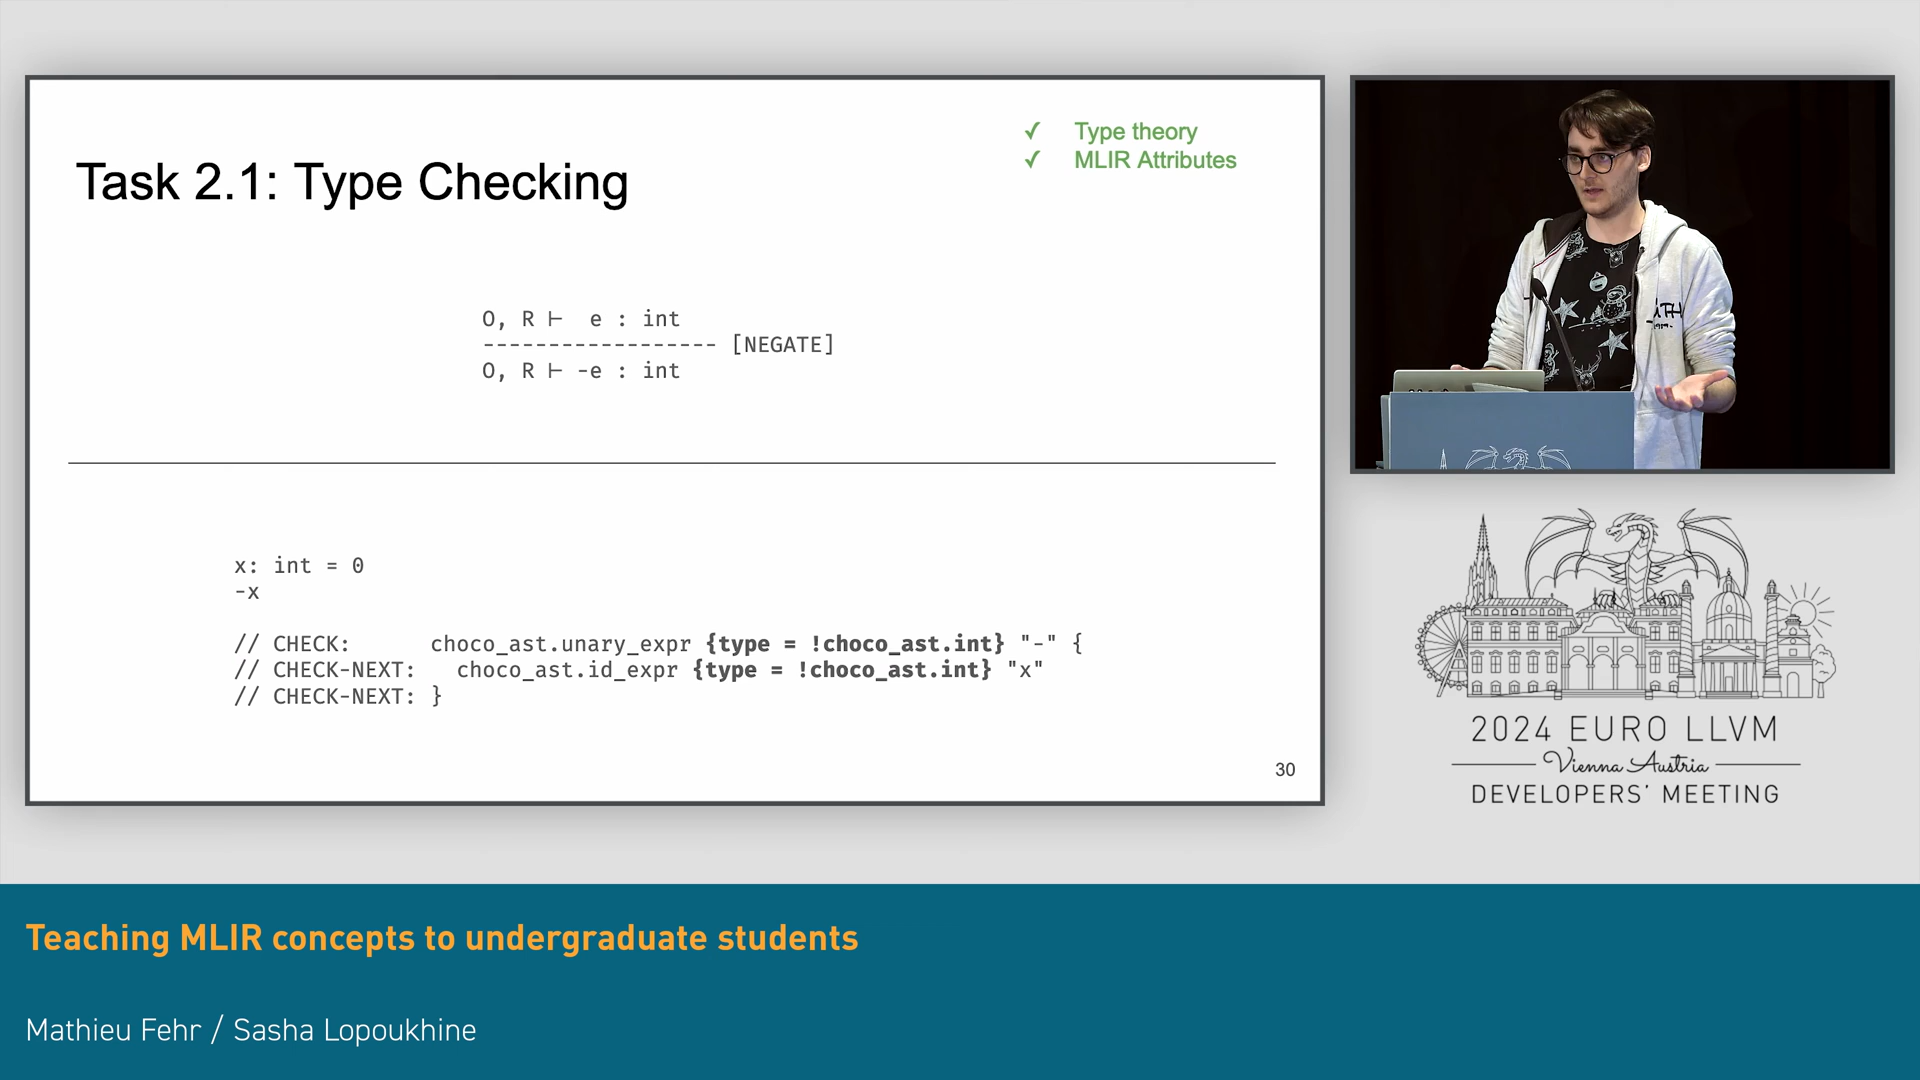 ✓ Type theory
✓ MLIR Attributes
Task 2.1: Type Checking
O, R ⊢  e : int
------------------ [NEGATE]
O, R ⊢ -e : int
x: int = 0
-x
// CHECK:      choco_ast.unary_expr {type = !choco_ast.int} "-" {
// CHECK-NEXT:   choco_ast.id_expr {type = !choco_ast.int} "x"
// CHECK-NEXT: }
30
2024 EURO LLVM
Vienna Austria
DEVELOPERS' MEETING
Teaching MLIR concepts to undergraduate students
Mathieu Fehr / Sasha Lopoukhine